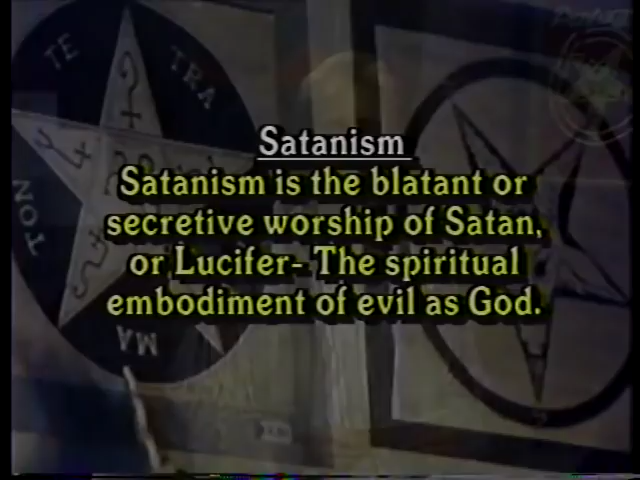 TE
TRA
Satanism
Satanism is the blatant or
secretive worship of Satan,
or Lucifer- The spiritual
embodiment of evil as God.
TON
MA